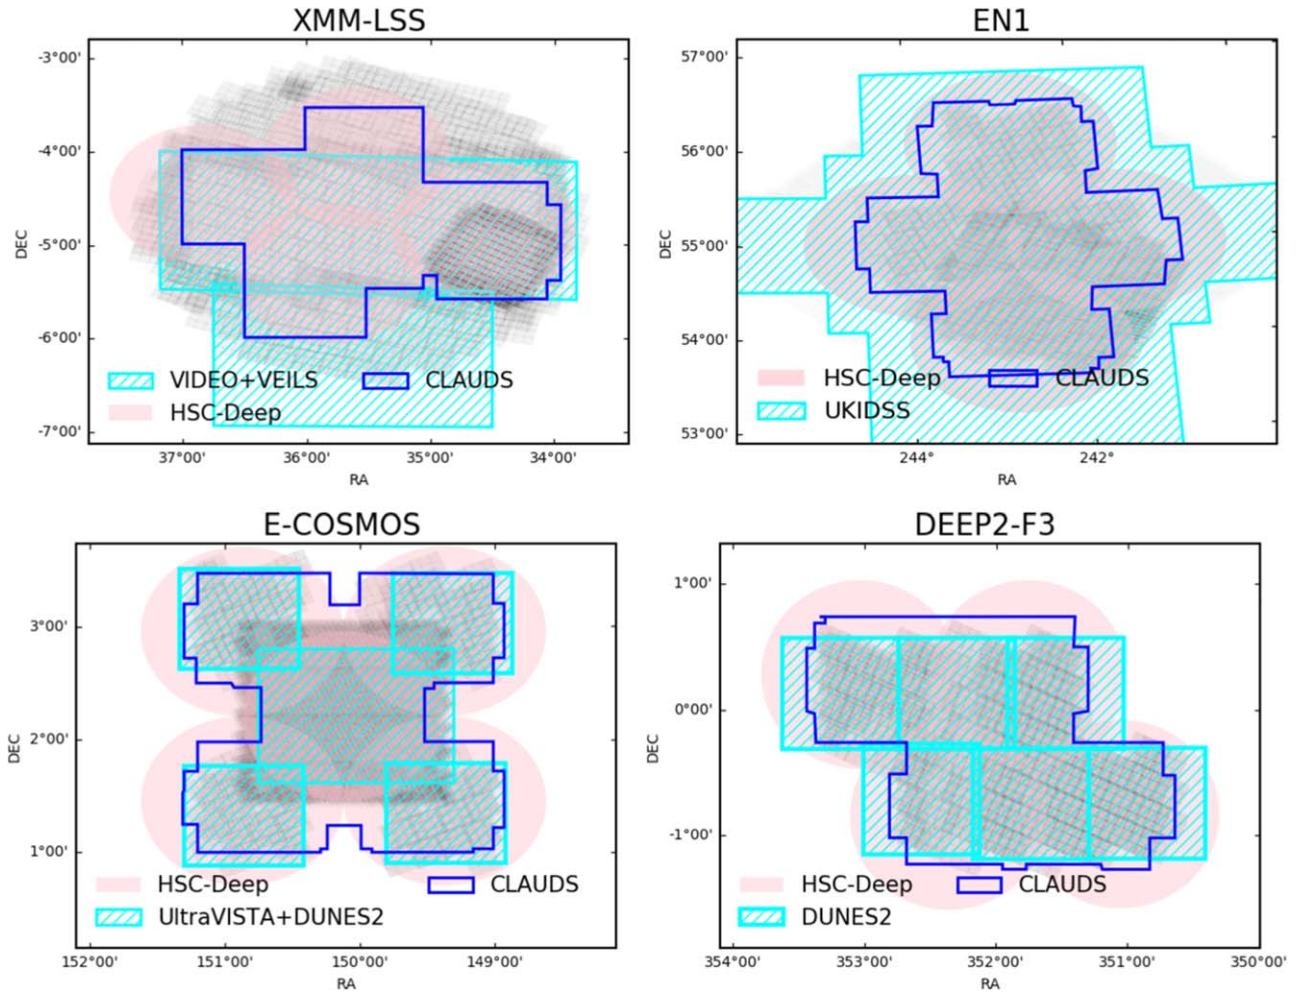 XMM-LSS
-3°00'
-4°00'
-5°00'
-6°00'
-7°00'
DEC
VIDEO+VEILS
CLAUDS
HSC-Deep
37°00'
36°00'
35°00'
34°00'
RA
EN1
57°00'
56°00'
55°00'
54°00'
53°00'
DEC
HSC-Deep
CLAUDS
UKIDSS
244°
242°
RA
E-COSMOS
3°00'
2°00'
1°00'
DEC
HSC-Deep
CLAUDS
UltraVISTA+DUNES2
152°00'
151°00'
150°00'
149°00'
RA
DEEP2-F3
1°00'
0°00'
-1°00'
DEC
HSC-Deep
CLAUDS
DUNES2
354°00'
353°00'
352°00'
351°00'
350°00'
RA